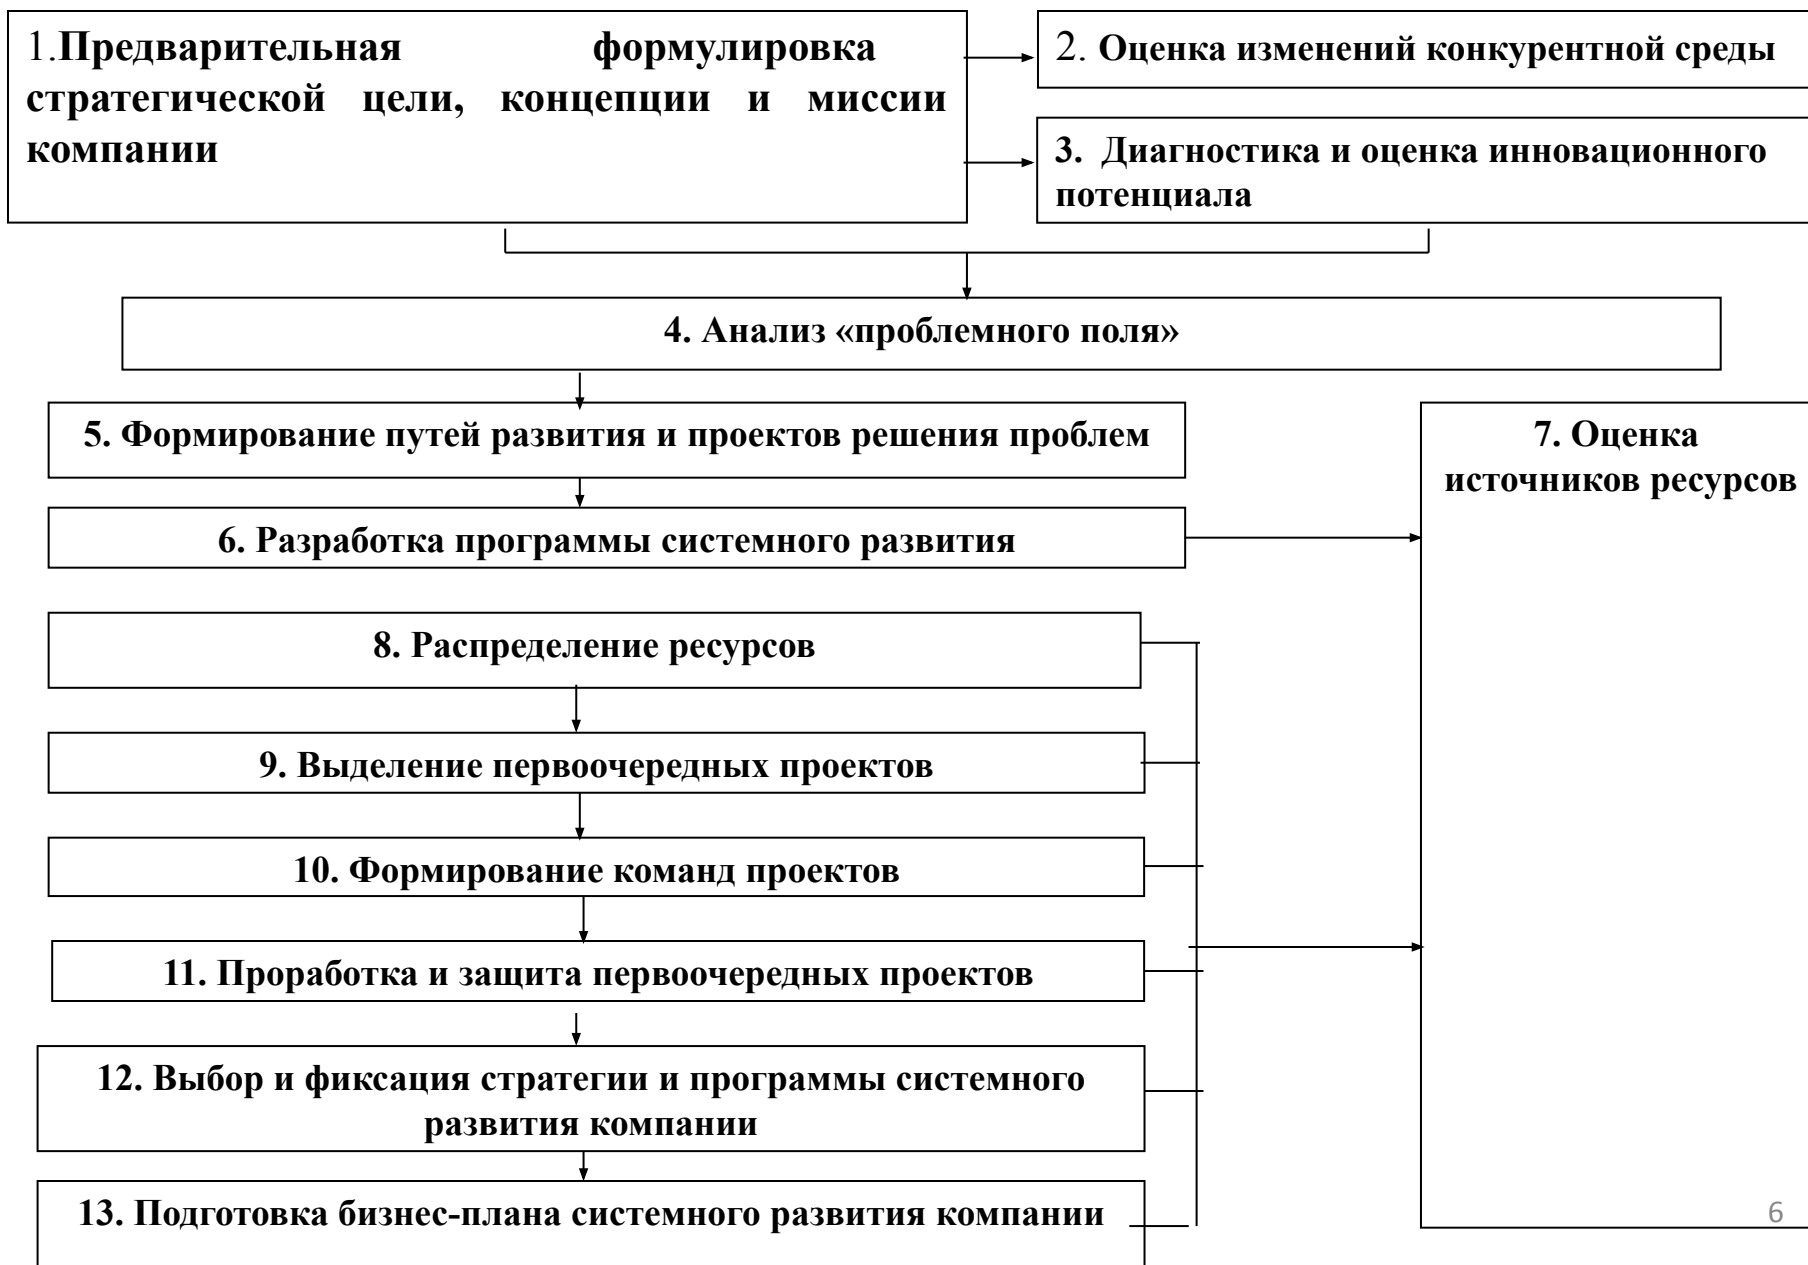 1.Предварительная формулировка
стратегической цели, концепции и миссии
компании
2. Оценка изменений конкурентной среды
3. Диагностика и оценка инновационного
потенциала
4. Анализ «проблемного поля»
5. Формирование путей развития и проектов решения проблем
6. Разработка программы системного развития
7. Оценка
источников ресурсов
8. Распределение ресурсов
9. Выделение первоочередных проектов
10. Формирование команд проектов
11. Проработка и защита первоочередных проектов
12. Выбор и фиксация стратегии и программы системного
развития компании
13. Подготовка бизнес-плана системного развития компании
6